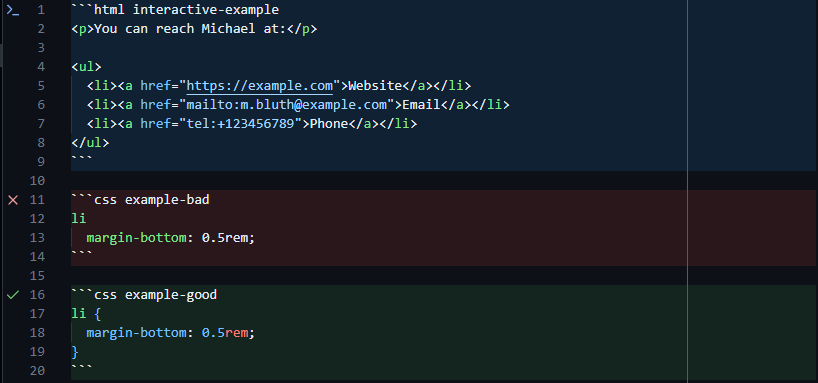 1 ```html interactive-example
2 <p>You can reach Michael at:</p>
3
4 <ul>
5   <li><a href="https://example.com">Website</a></li>
6   <li><a href="mailto:m.bluth@example.com">Email</a></li>
7   <li><a href="tel:+123456789">Phone</a></li>
8 </ul>
9 ```
10
11 ```css example-bad
12 li
13   margin-bottom: 0.5rem;
14 ```
15
16 ```css example-good
17 li {
18   margin-bottom: 0.5rem;
19 }
20 ```